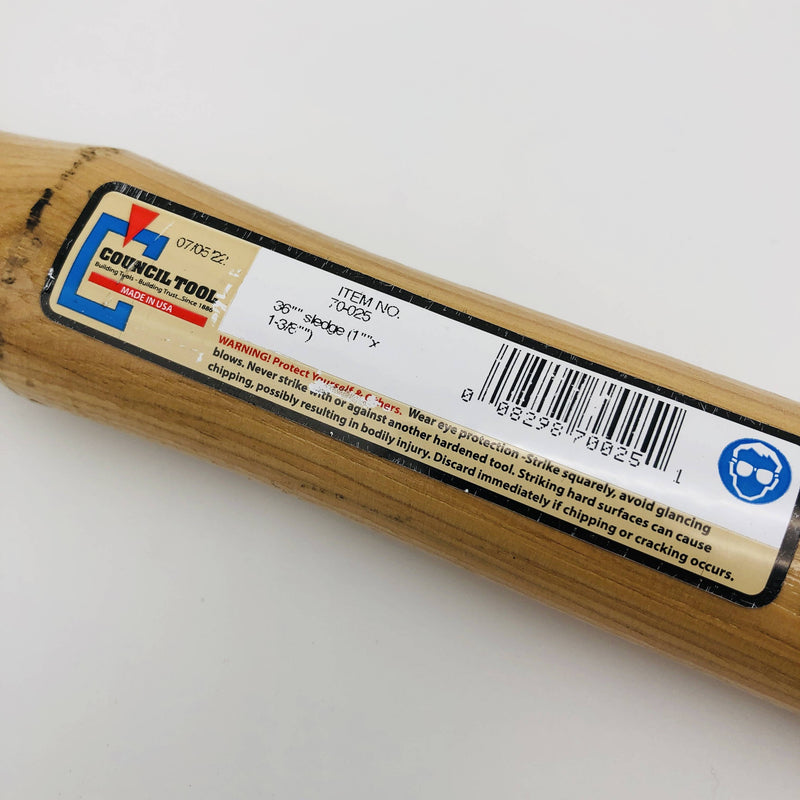 07/05/22
COUNCIL TOOL
Building Tools - Building Trust...Since 1886
MADE IN USA
ITEM NO.
70-025
36"" sledge (1""x
1-3/8"")
0 08298 70025 1
WARNING! Protect Yourself & Others. Wear eye protection -Strike squarely, avoid glancing
blows. Never strike with or against another hardened tool. Striking hard surfaces can cause
chipping, possibly resulting in bodily injury. Discard immediately if chipping or cracking occurs.